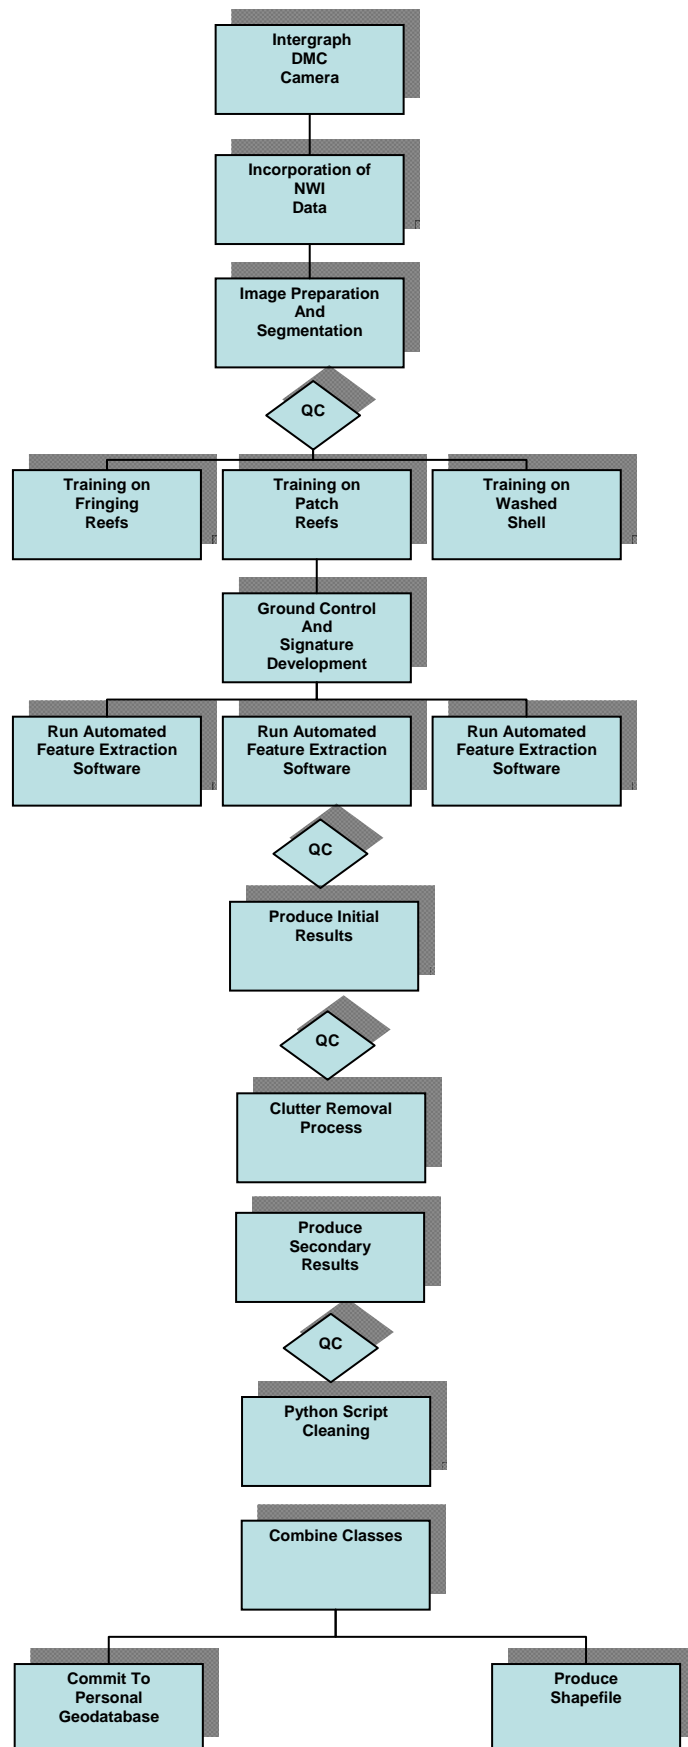 Intergraph
DMC
Camera
Incorporation of
NWI
Data
Image Preparation
And
Segmentation
QC
Training on
Fringing
Reefs
Training on
Patch
Reefs
Training on
Washed
Shell
Ground Control
And
Signature
Development
Run Automated
Feature Extraction
Software
Run Automated
Feature Extraction
Software
Run Automated
Feature Extraction
Software
QC
Produce Initial
Results
QC
Clutter Removal
Process
Produce
Secondary
Results
QC
Python Script
Cleaning
Combine Classes
Commit To
Personal
Geodatabase
Produce
Shapefile